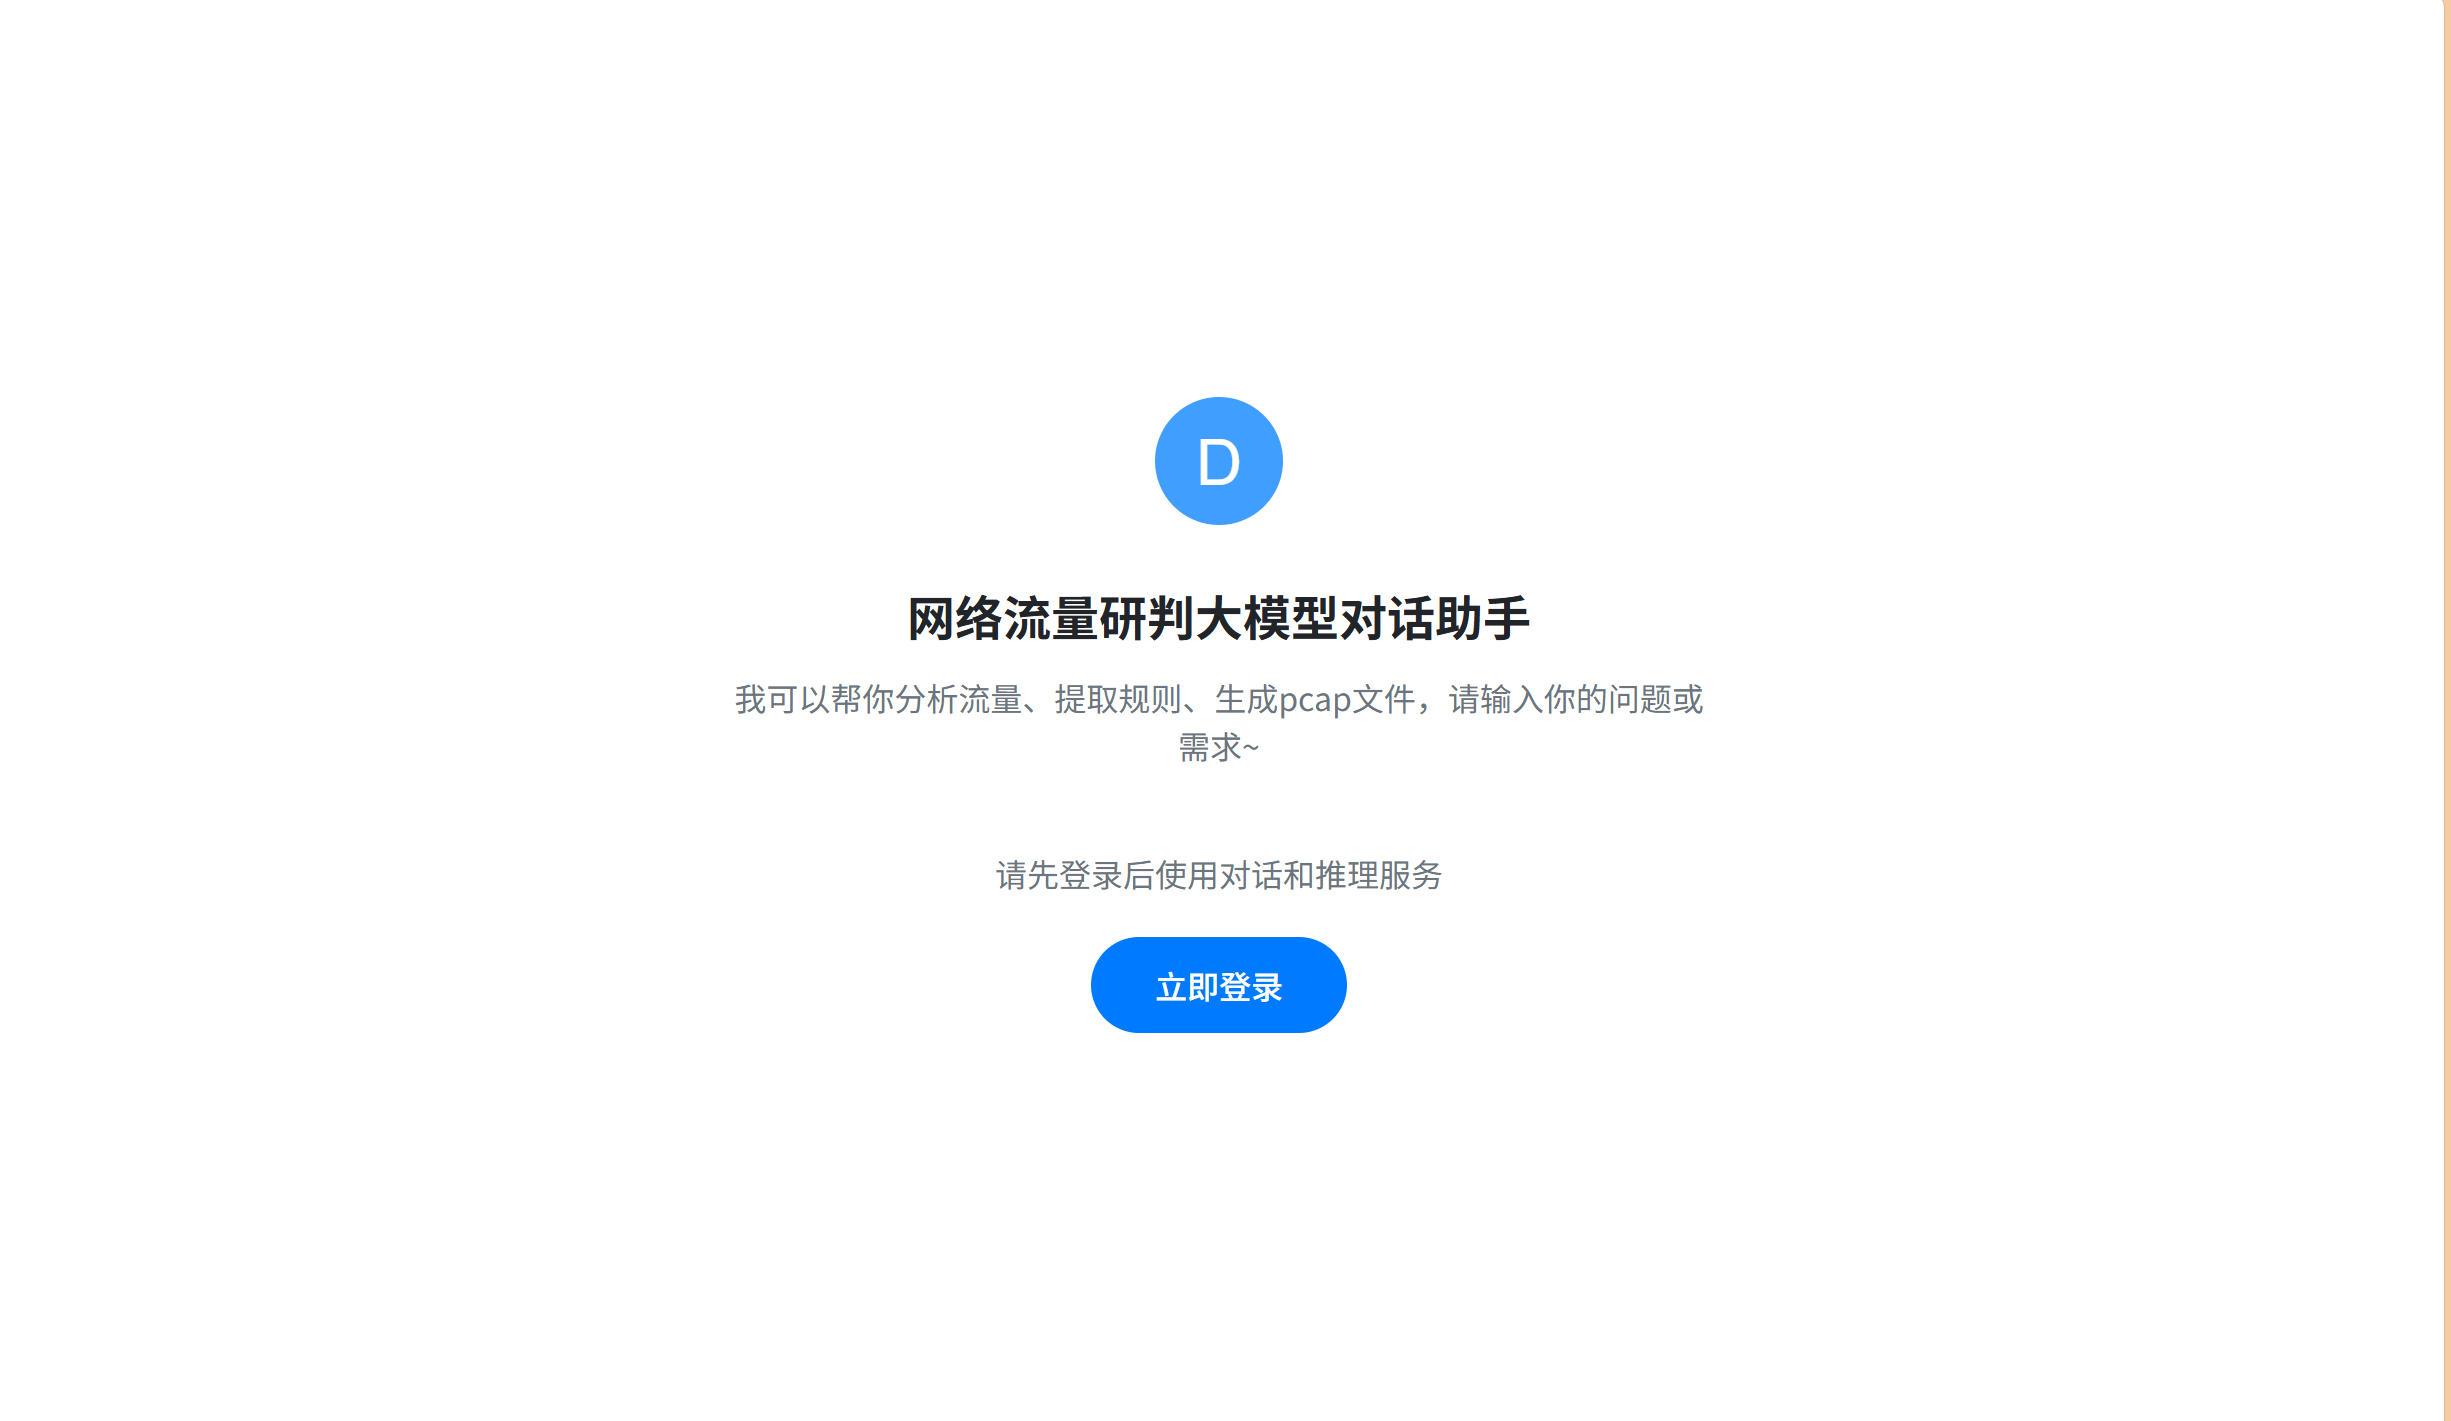 D
网络流量研判大模型对话助手
我可以帮你分析流量、提取规则、生成pcap文件，请输入你的问题或
需求~
请先登录后使用对话和推理服务
立即登录